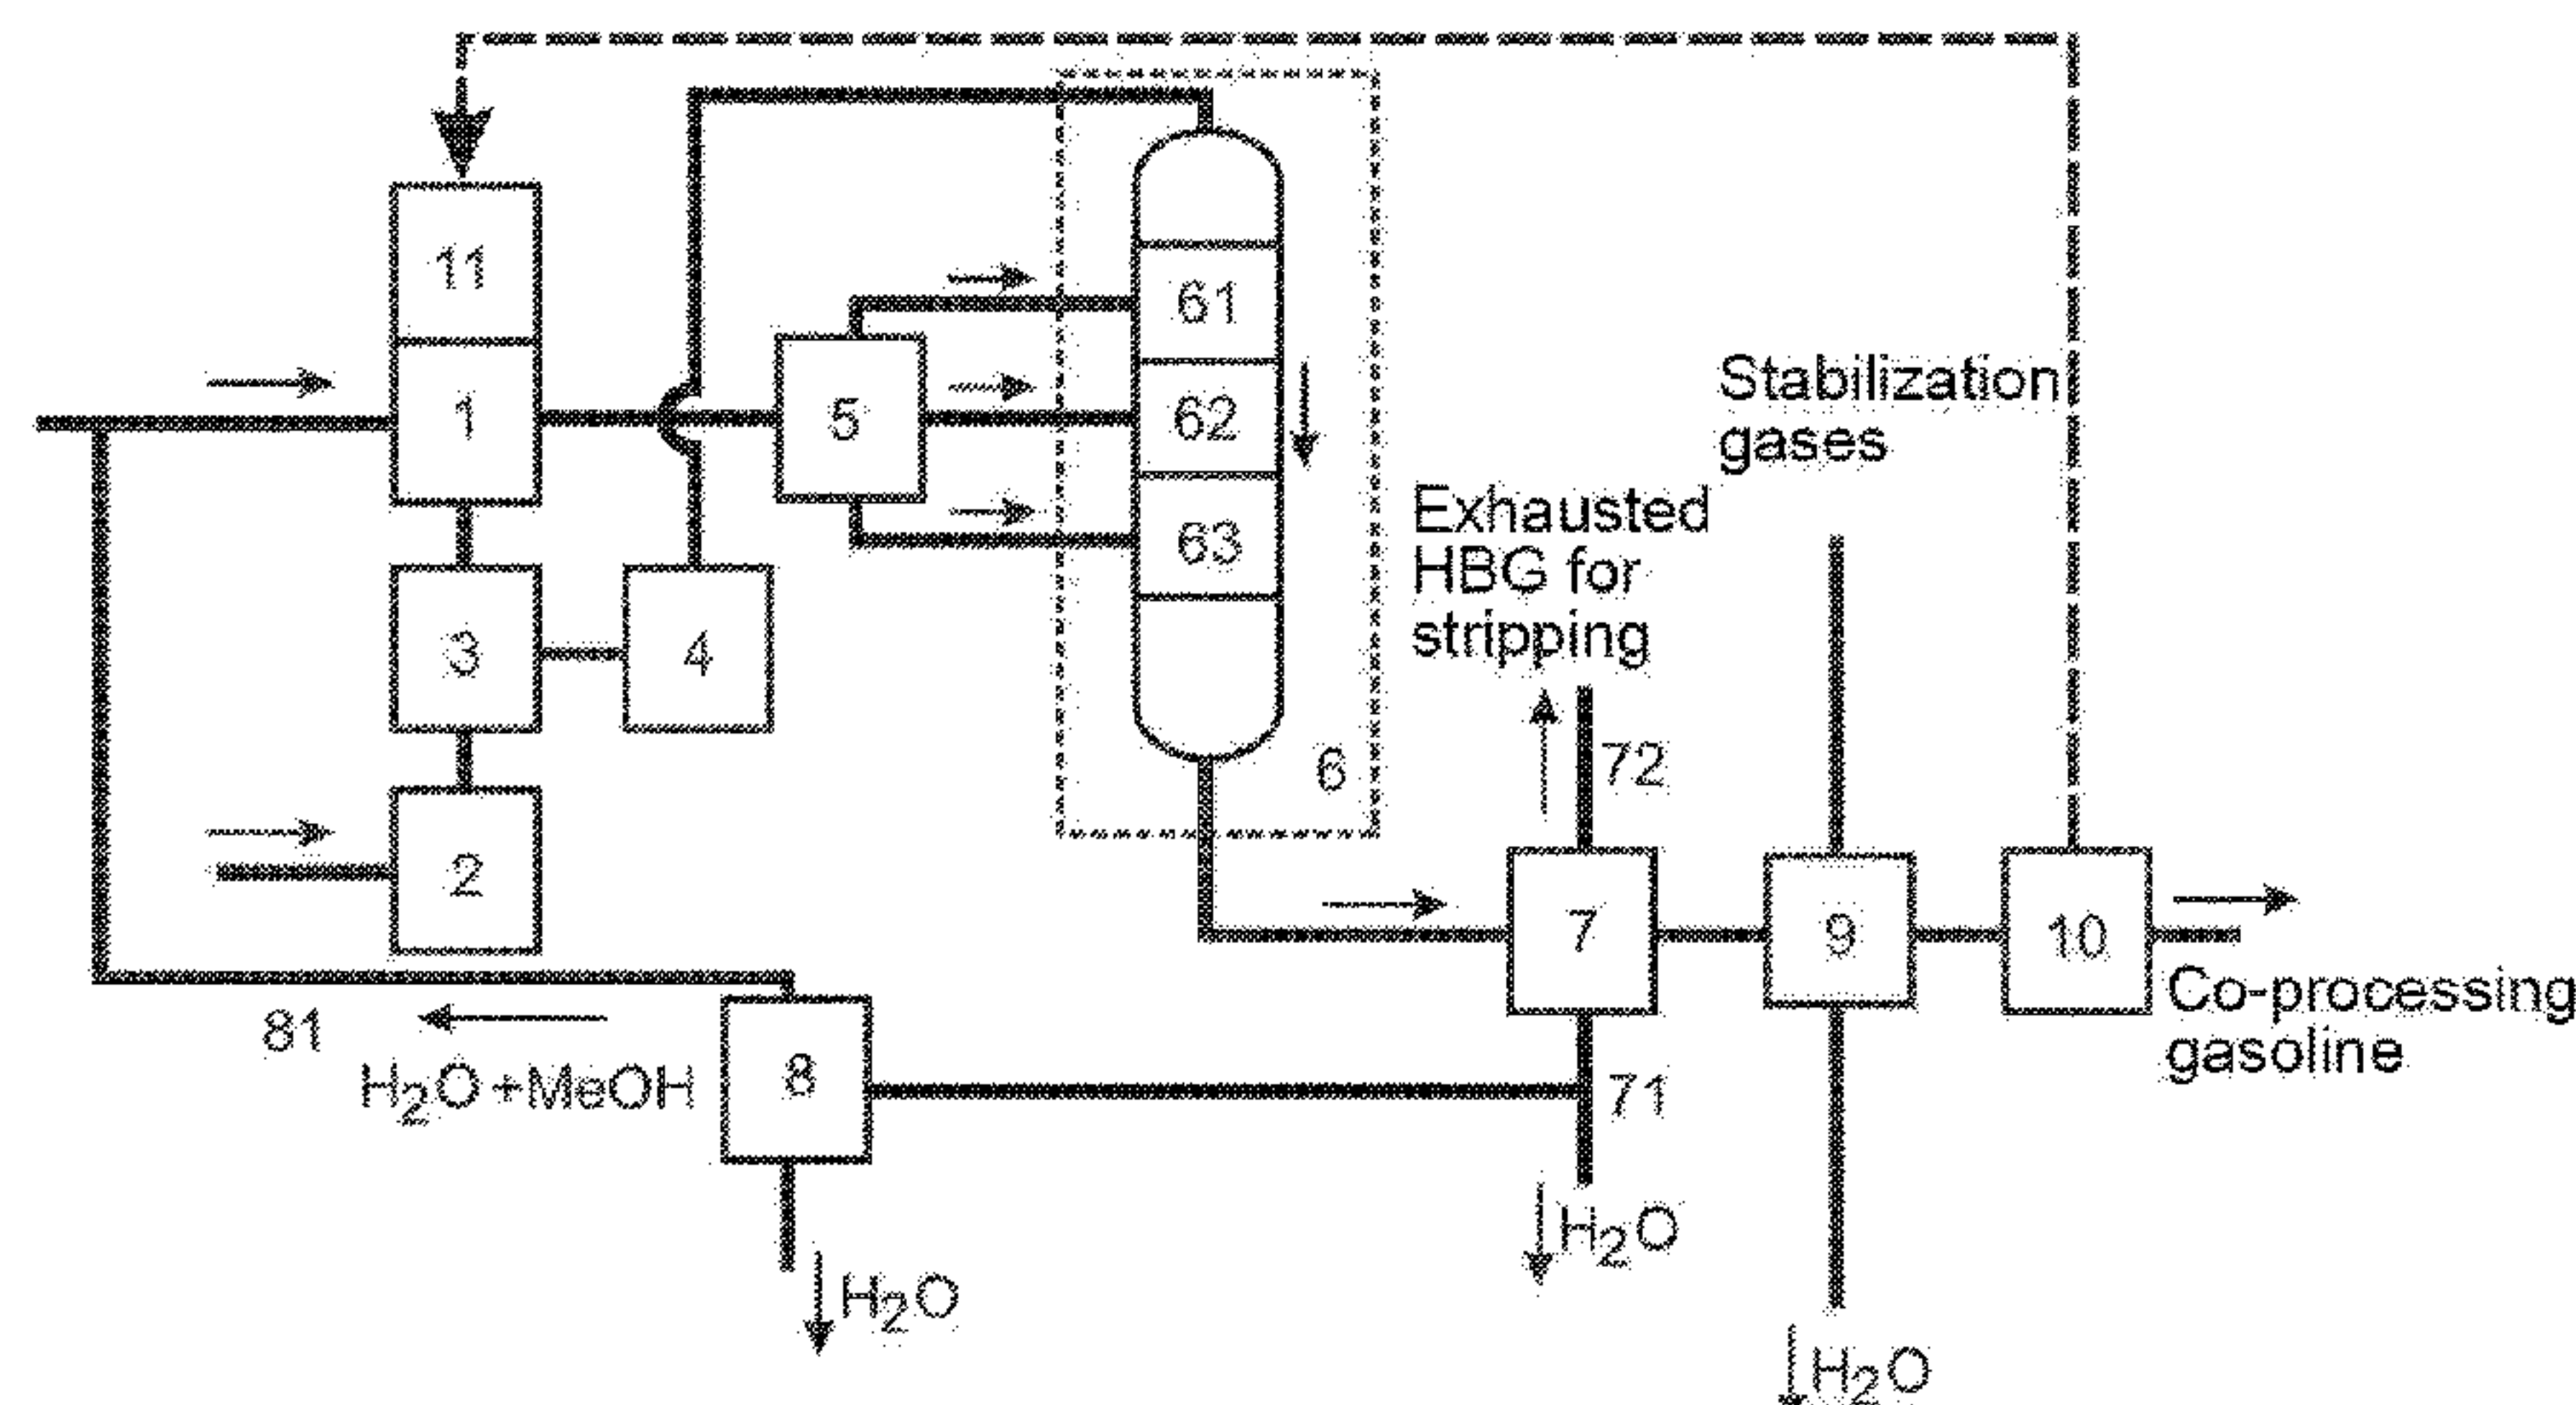 11
61
1
5
62
Stabilization
gases
63
Exhausted
HBG for
stripping
3
4
6
72
2
7
9
10
Co-processing
gasoline
81
H₂O+MeOH
8
71
H₂O
H₂O
H₂O